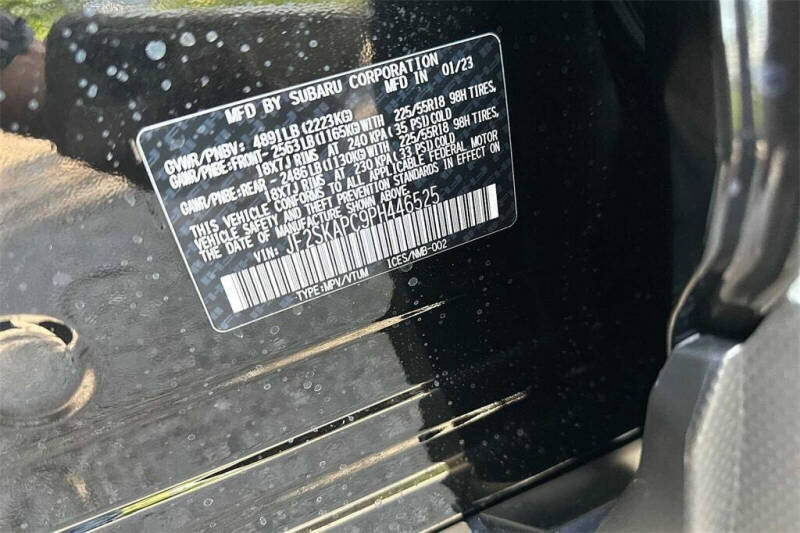 MFD BY SUBARU CORPORATION
MFD IN 01/23
GVWR/PNBV: 4891LB(2223KG)
GAWR/PNBE:FRONT- 2563LB(1165KG)WITH 225/55R18 98H TIRES,
18X7J RIMS AT 240 KPA(35 PSI)COLD
GAWR/PNBE:REAR - 2486LB(1130KG)WITH 225/55R18 98H TIRES,
18X7J RIMS AT 230 KPA(33 PSI)COLD
THIS VEHICLE CONFORMS TO ALL APPLICABLE FEDERAL MOTOR
VEHICLE SAFETY AND THEFT PREVENTION STANDARDS IN EFFECT ON
THE DATE OF MANUFACTURE SHOWN ABOVE.
VIN: JF2SKAPC9PH446525
TYPE:MPV/VTUM ICES/NMB-002